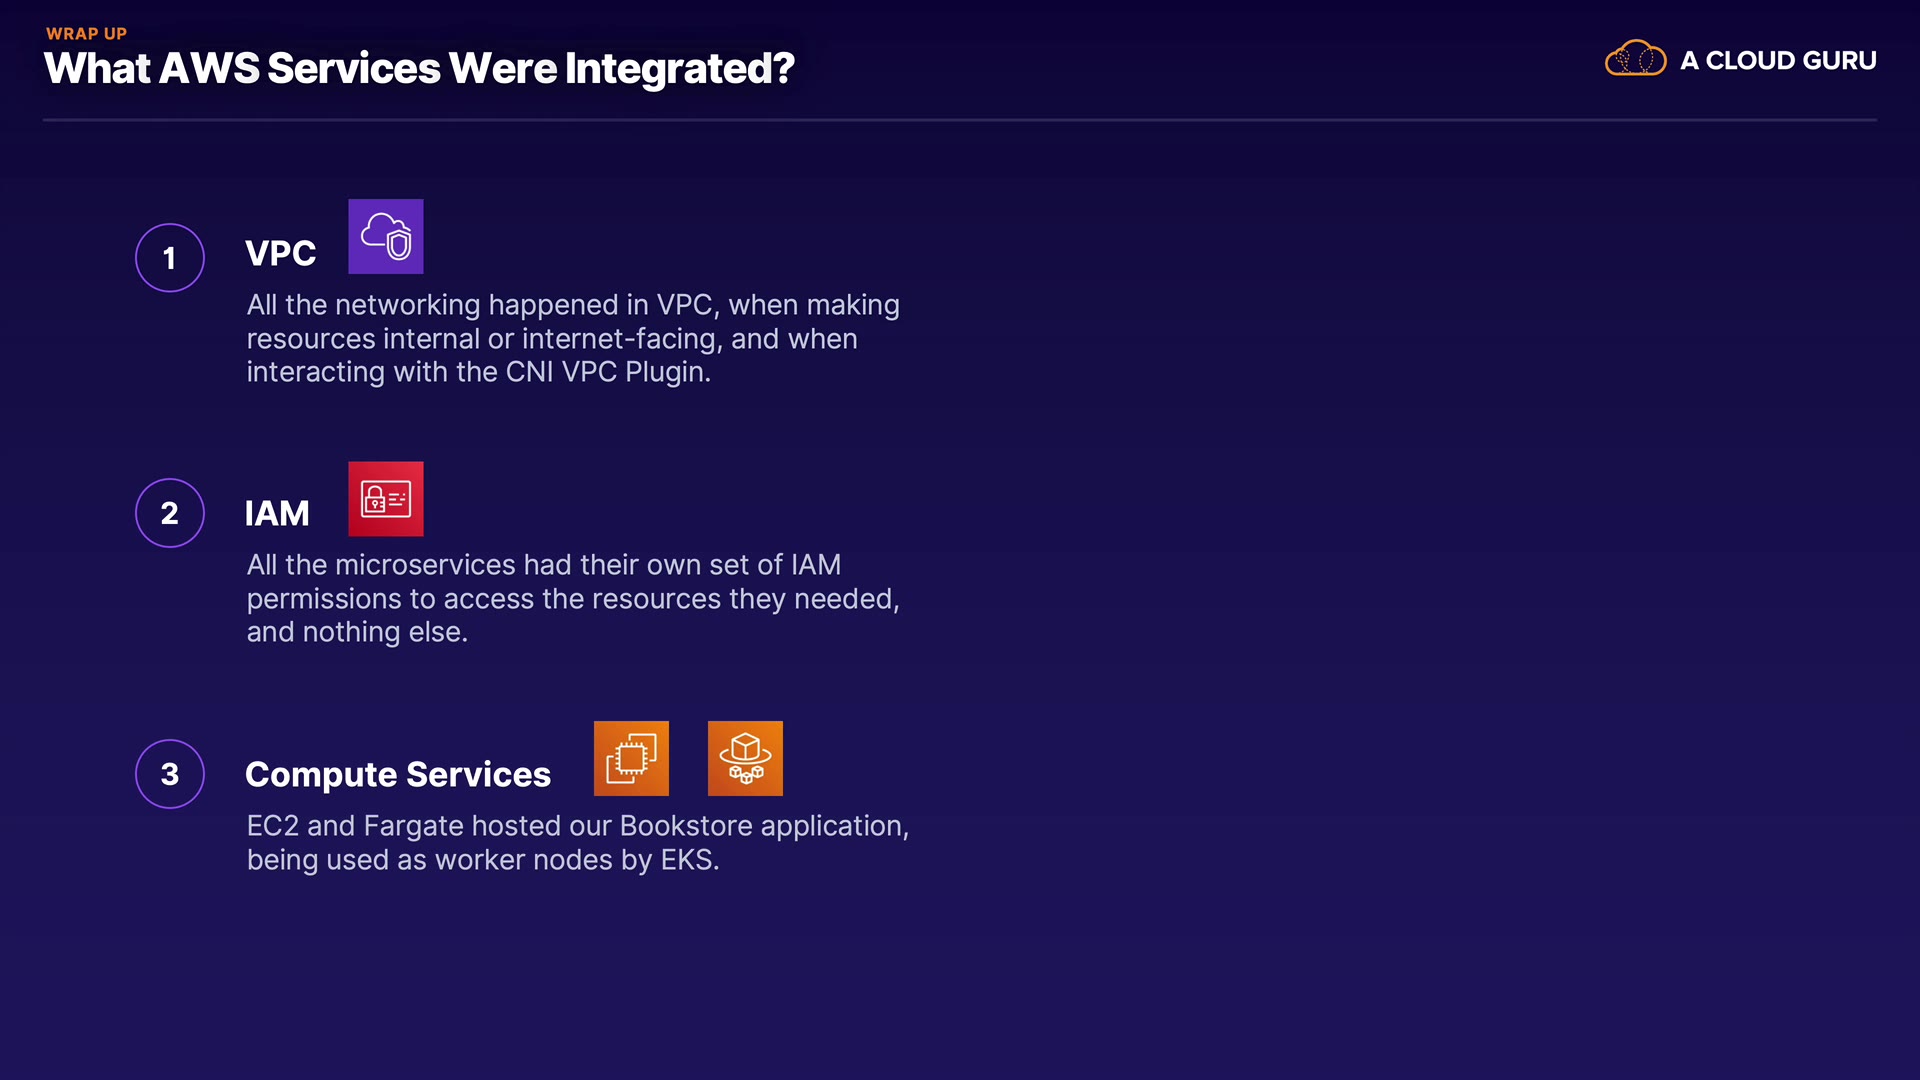 WRAP UP
What AWS Services Were Integrated?
A CLOUD GURU
1
VPC
All the networking happened in VPC, when making
resources internal or internet-facing, and when
interacting with the CNI VPC Plugin.
2
IAM
All the microservices had their own set of IAM
permissions to access the resources they needed,
and nothing else.
3
Compute Services
EC2 and Fargate hosted our Bookstore application,
being used as worker nodes by EKS.